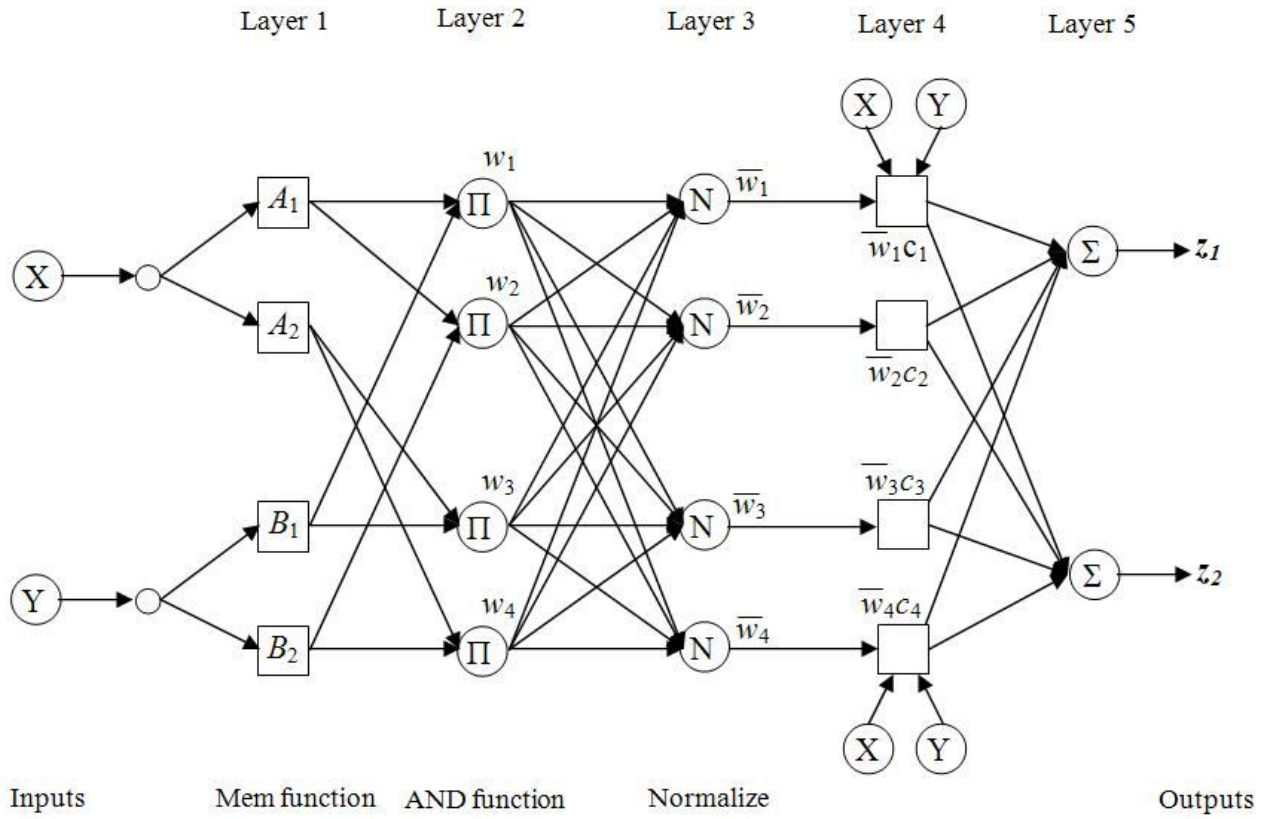 Layer 1 Layer 2 Layer 3 Layer 4 Layer 5
X Y
w₁ w̅₁
A₁ Π N
w̅₁c₁
Σ z₁
X
w₂ w̅₂
A₂ Π N
w̅₂c₂
w₃ w̅₃ w̅₃c₃
B₁ Π N
Σ z₂
Y
w₄ w̅₄ w̅₄c₄
B₂ Π N
X Y
Inputs Mem function AND function Normalize Outputs